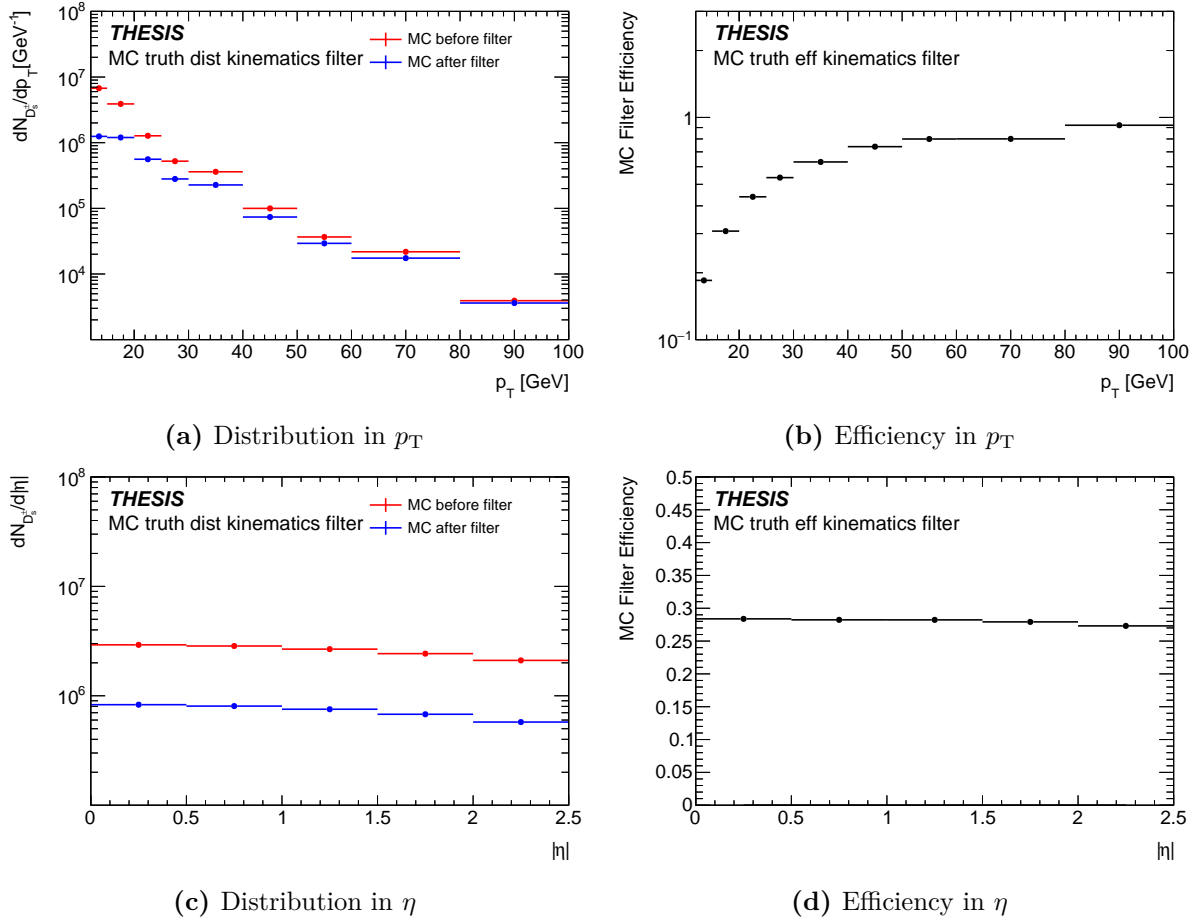 dN_{D_s^±}/dp_T[GeV^{-1}]
10^8
10^7
10^6
10^5
10^4
THESIS
MC truth dist kinematics filter
MC before filter
MC after filter
20 30 40 50 60 70 80 90 100
p_T [GeV]
(a) Distribution in p_T
MC Filter Efficiency
1
10^{-1}
THESIS
MC truth eff kinematics filter
20 30 40 50 60 70 80 90 100
p_T [GeV]
(b) Efficiency in p_T
dN_{D_s^±}/d|η|
10^8
10^7
10^6
THESIS
MC truth dist kinematics filter
MC before filter
MC after filter
0 0.5 1 1.5 2 2.5
|η|
(c) Distribution in η
MC Filter Efficiency
0.5
0.45
0.4
0.35
0.3
0.25
0.2
0.15
0.1
0.05
0
THESIS
MC truth eff kinematics filter
0 0.5 1 1.5 2 2.5
|η|
(d) Efficiency in η